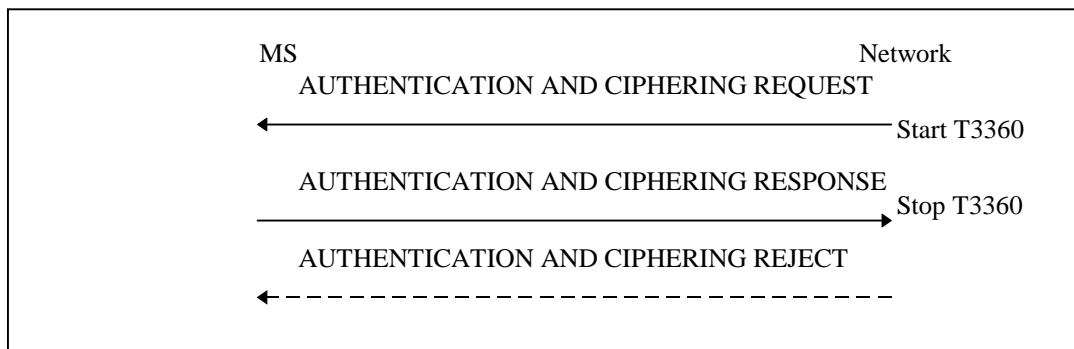 MS Network
AUTHENTICATION AND CIPHERING REQUEST
Start T3360
AUTHENTICATION AND CIPHERING RESPONSE
Stop T3360
AUTHENTICATION AND CIPHERING REJECT